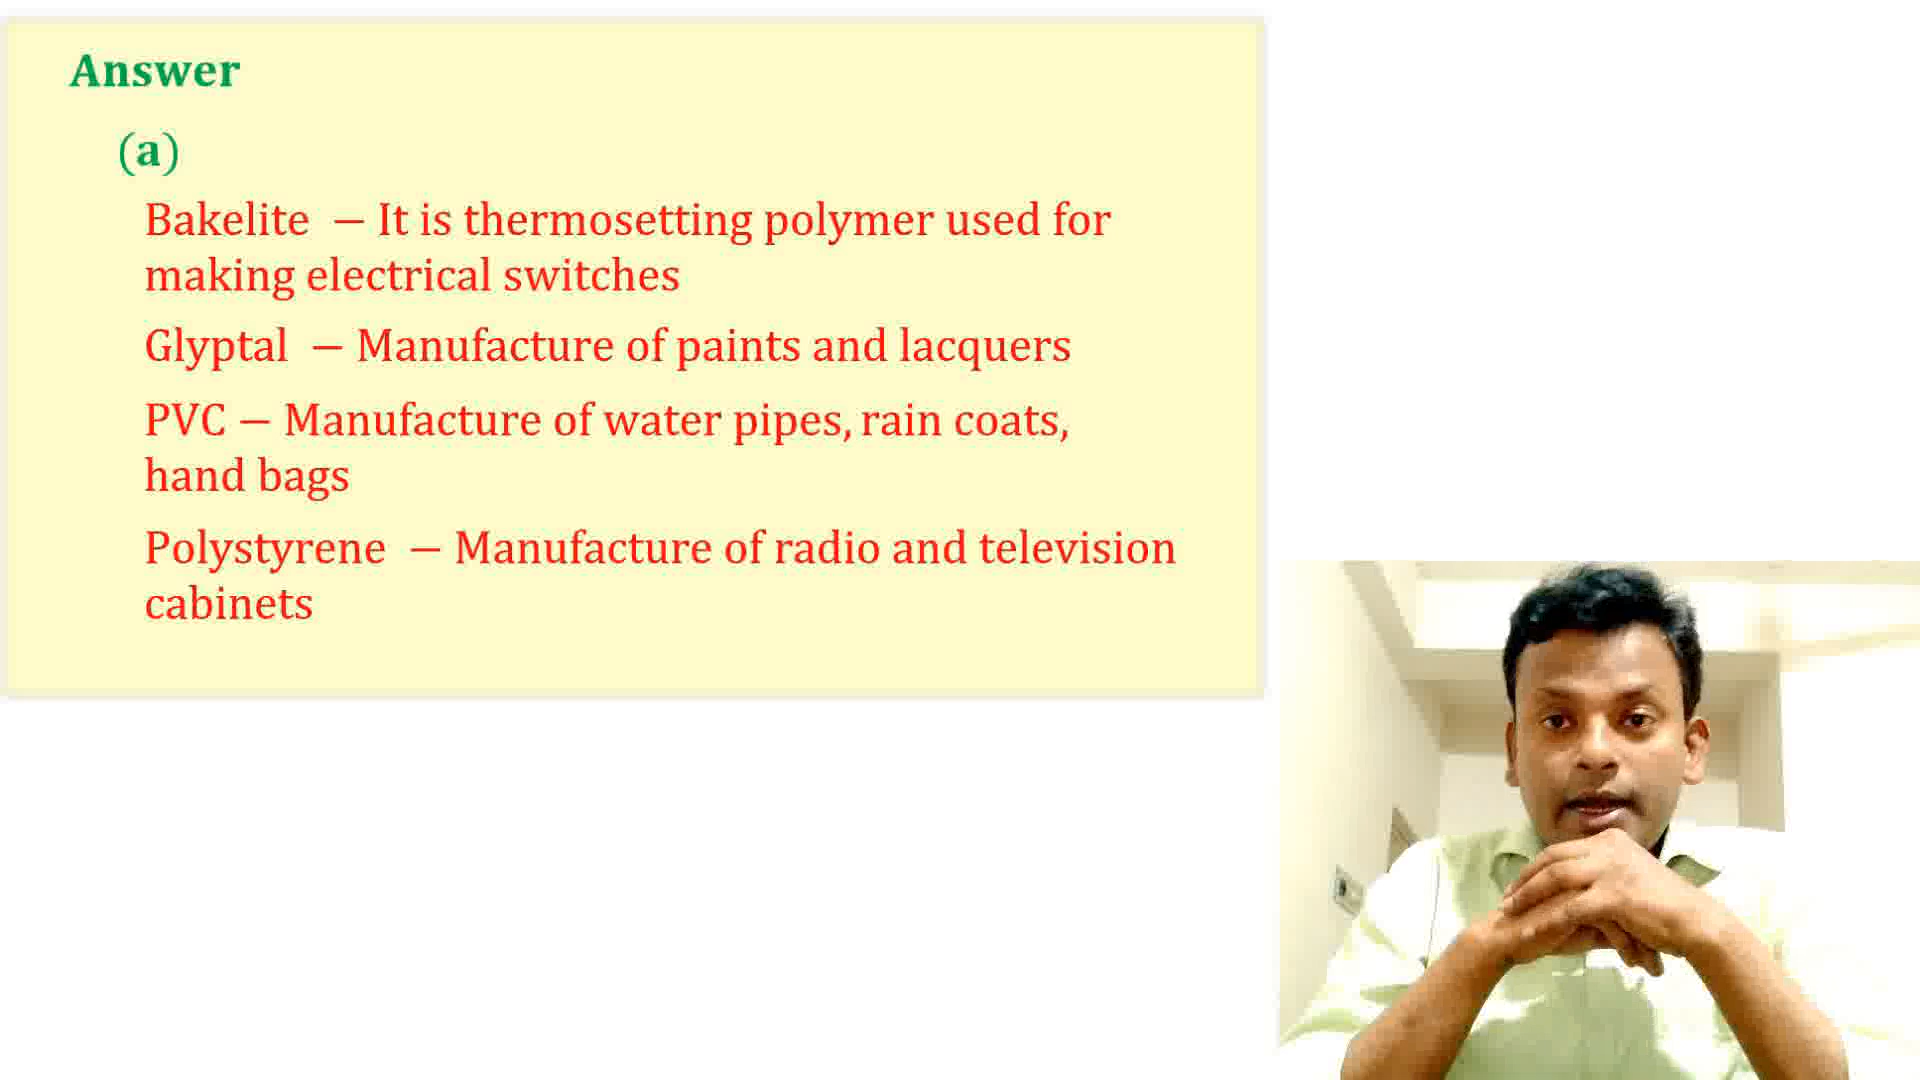 Answer
(a)
Bakelite – It is thermosetting polymer used for
making electrical switches
Glyptal – Manufacture of paints and lacquers
PVC – Manufacture of water pipes, rain coats,
hand bags
Polystyrene – Manufacture of radio and television
cabinets